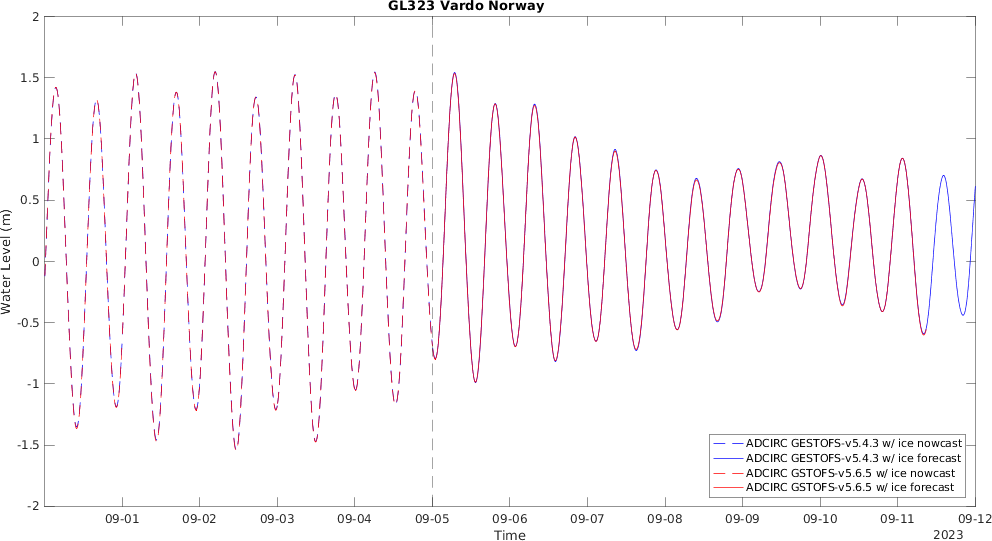 GL323 Vardo Norway
2
1.5
1
0.5
0
-0.5
-1
-1.5
-2
Water Level (m)
09-01 09-02 09-03 09-04 09-05 09-06 09-07 09-08 09-09 09-10 09-11 09-12
Time
2023
ADCIRC GESTOFS-v5.4.3 w/ ice nowcast
ADCIRC GESTOFS-v5.4.3 w/ ice forecast
ADCIRC GSTOFS-v5.6.5 w/ ice nowcast
ADCIRC GSTOFS-v5.6.5 w/ ice forecast